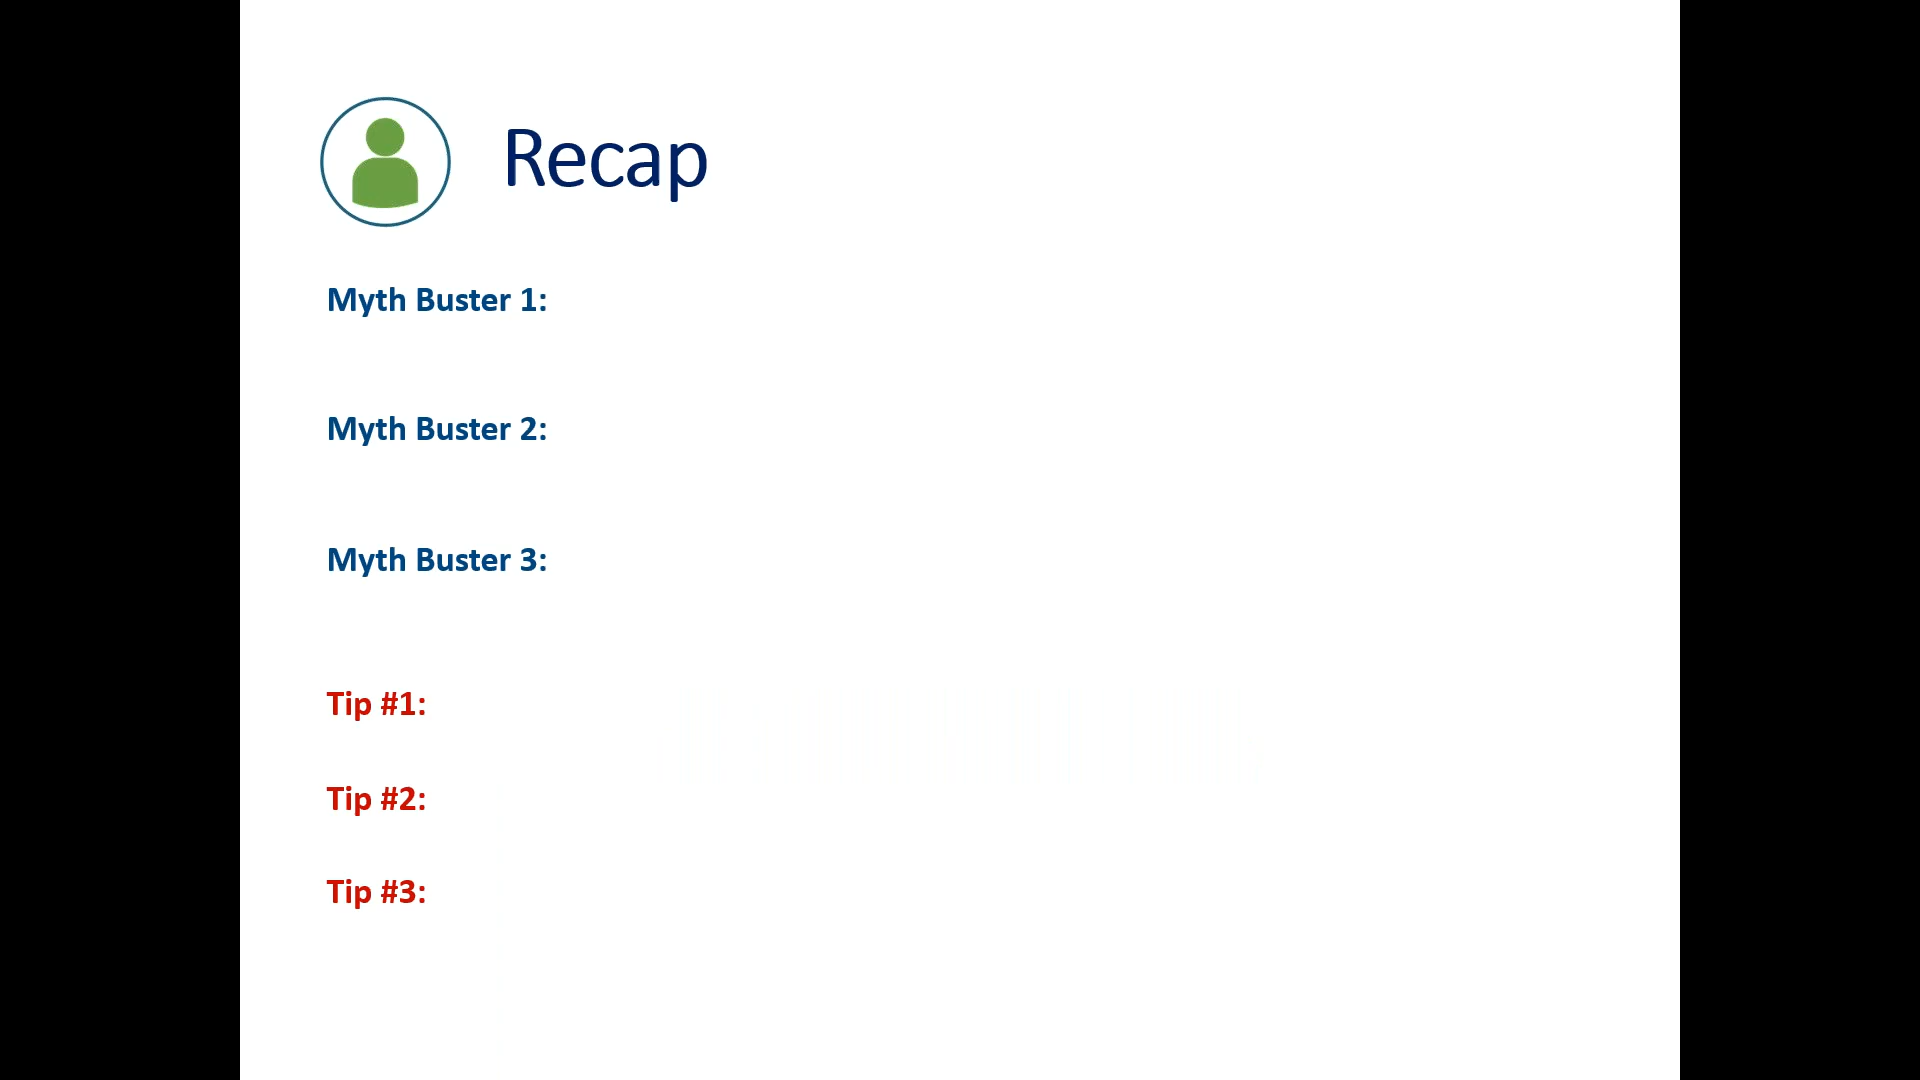 Recap
Myth Buster 1:
Myth Buster 2:
Myth Buster 3:
Tip #1:
Tip #2:
Tip #3: